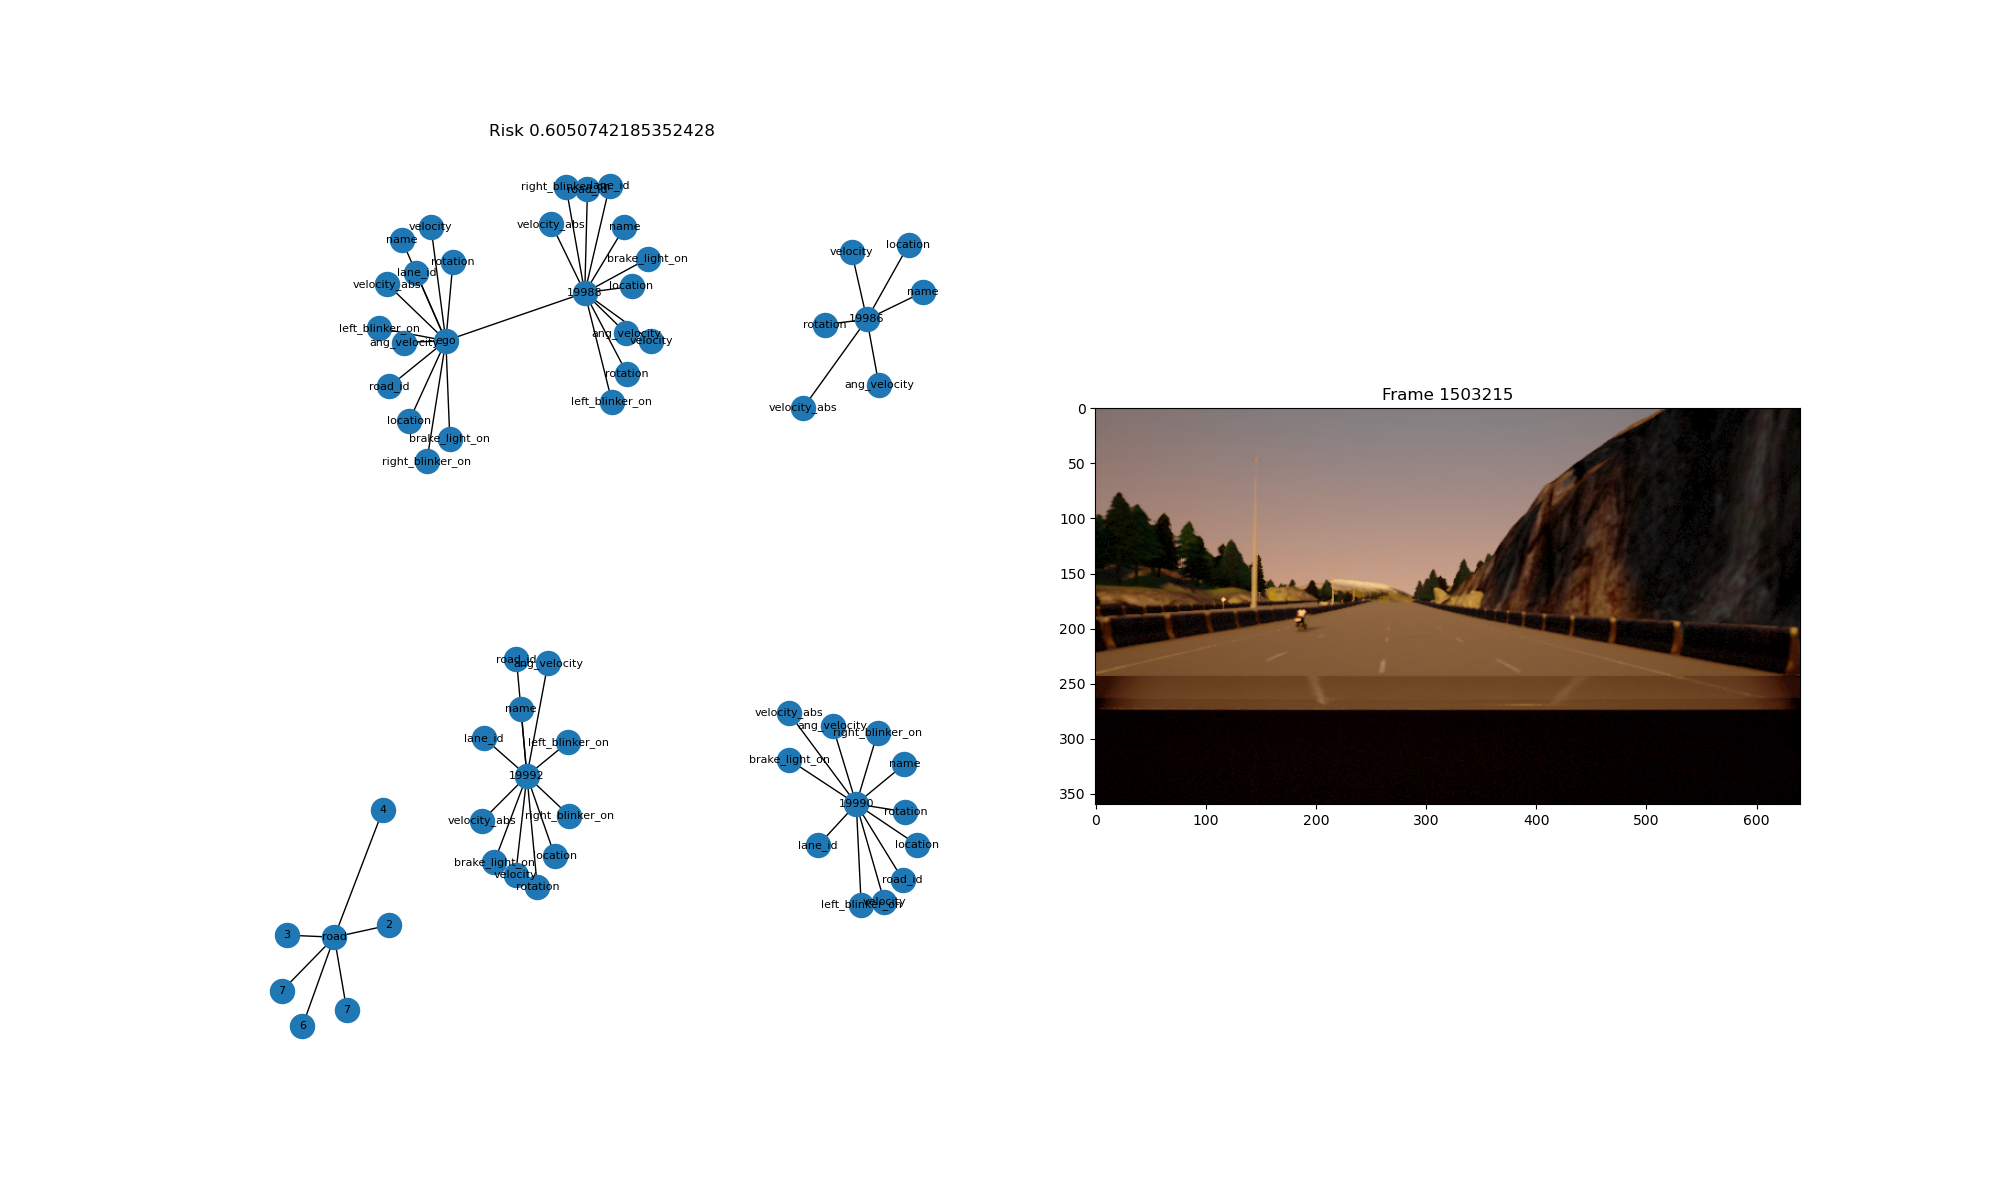 Risk 0.6050742185352428
right_blinker_on
road_id
lane_id
velocity_abs
name
brake_light_on
19988
location
ang_velocity
velocity
rotation
left_blinker_on
velocity
name
rotation
lane_id
velocity_abs
left_blinker_on
ang_velocity
ego
road_id
location
brake_light_on
right_blinker_on
velocity
location
name
rotation
19986
ang_velocity
velocity_abs
road_id
ang_velocity
name
lane_id
left_blinker_on
19992
velocity_abs
right_blinker_on
brake_light_on
location
velocity
rotation
velocity_abs
ang_velocity
right_blinker_on
brake_light_on
name
19990
rotation
lane_id
location
road_id
left_blinker_on
velocity
4
3
road
2
7
7
6
Frame 1503215
0
50
100
150
200
250
300
350
0 100 200 300 400 500 600